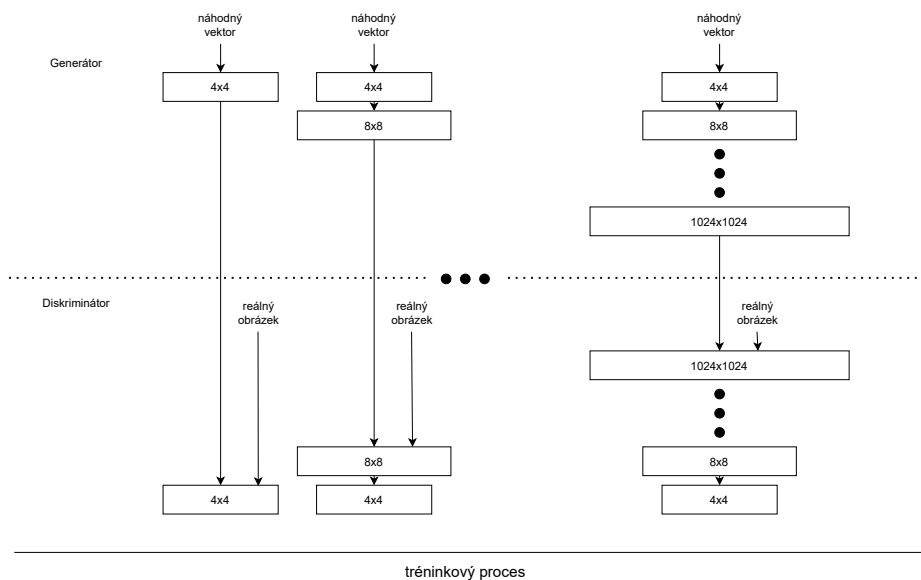 náhodný
vektor
náhodný
vektor
náhodný
vektor
Generátor
4x4
4x4
4x4
8x8
8x8
1024x1024
Diskriminátor
reálný
obrázek
reálný
obrázek
reálný
obrázek
1024x1024
8x8
8x8
4x4
4x4
4x4
tréninkový proces